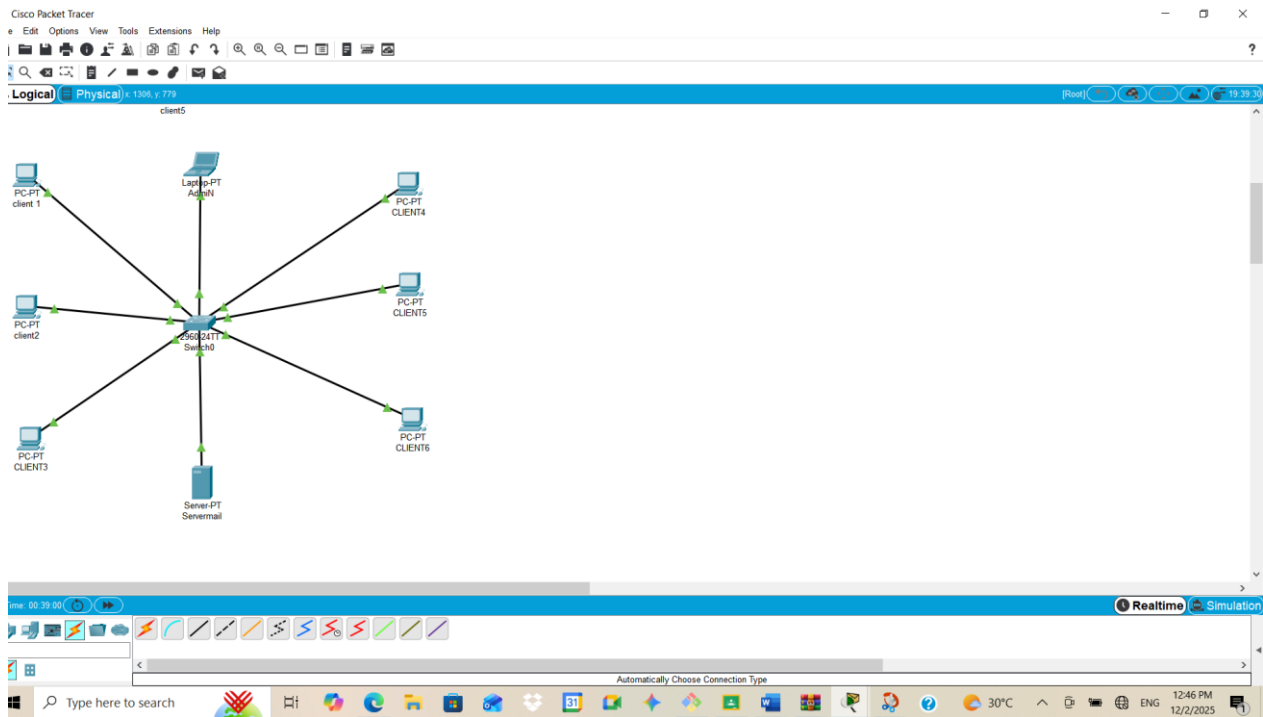 Cisco Packet Tracer
e Edit Options View Tools Extensions Help
?
Logical Physical x: 1306, y: 779 [Root] 19:39:30
client5
PC-PT
client 1
Laptop-PT
AdmiN
PC-PT
CLIENT4
PC-PT
CLIENT5
PC-PT
client2
2960-24TT
Switch0
PC-PT
CLIENT3
PC-PT
CLIENT6
Server-PT
Servermail
Time: 00:39:00 Realtime Simulation
Automatically Choose Connection Type
Type here to search 31 30°C ENG 12:46 PM
12/2/2025